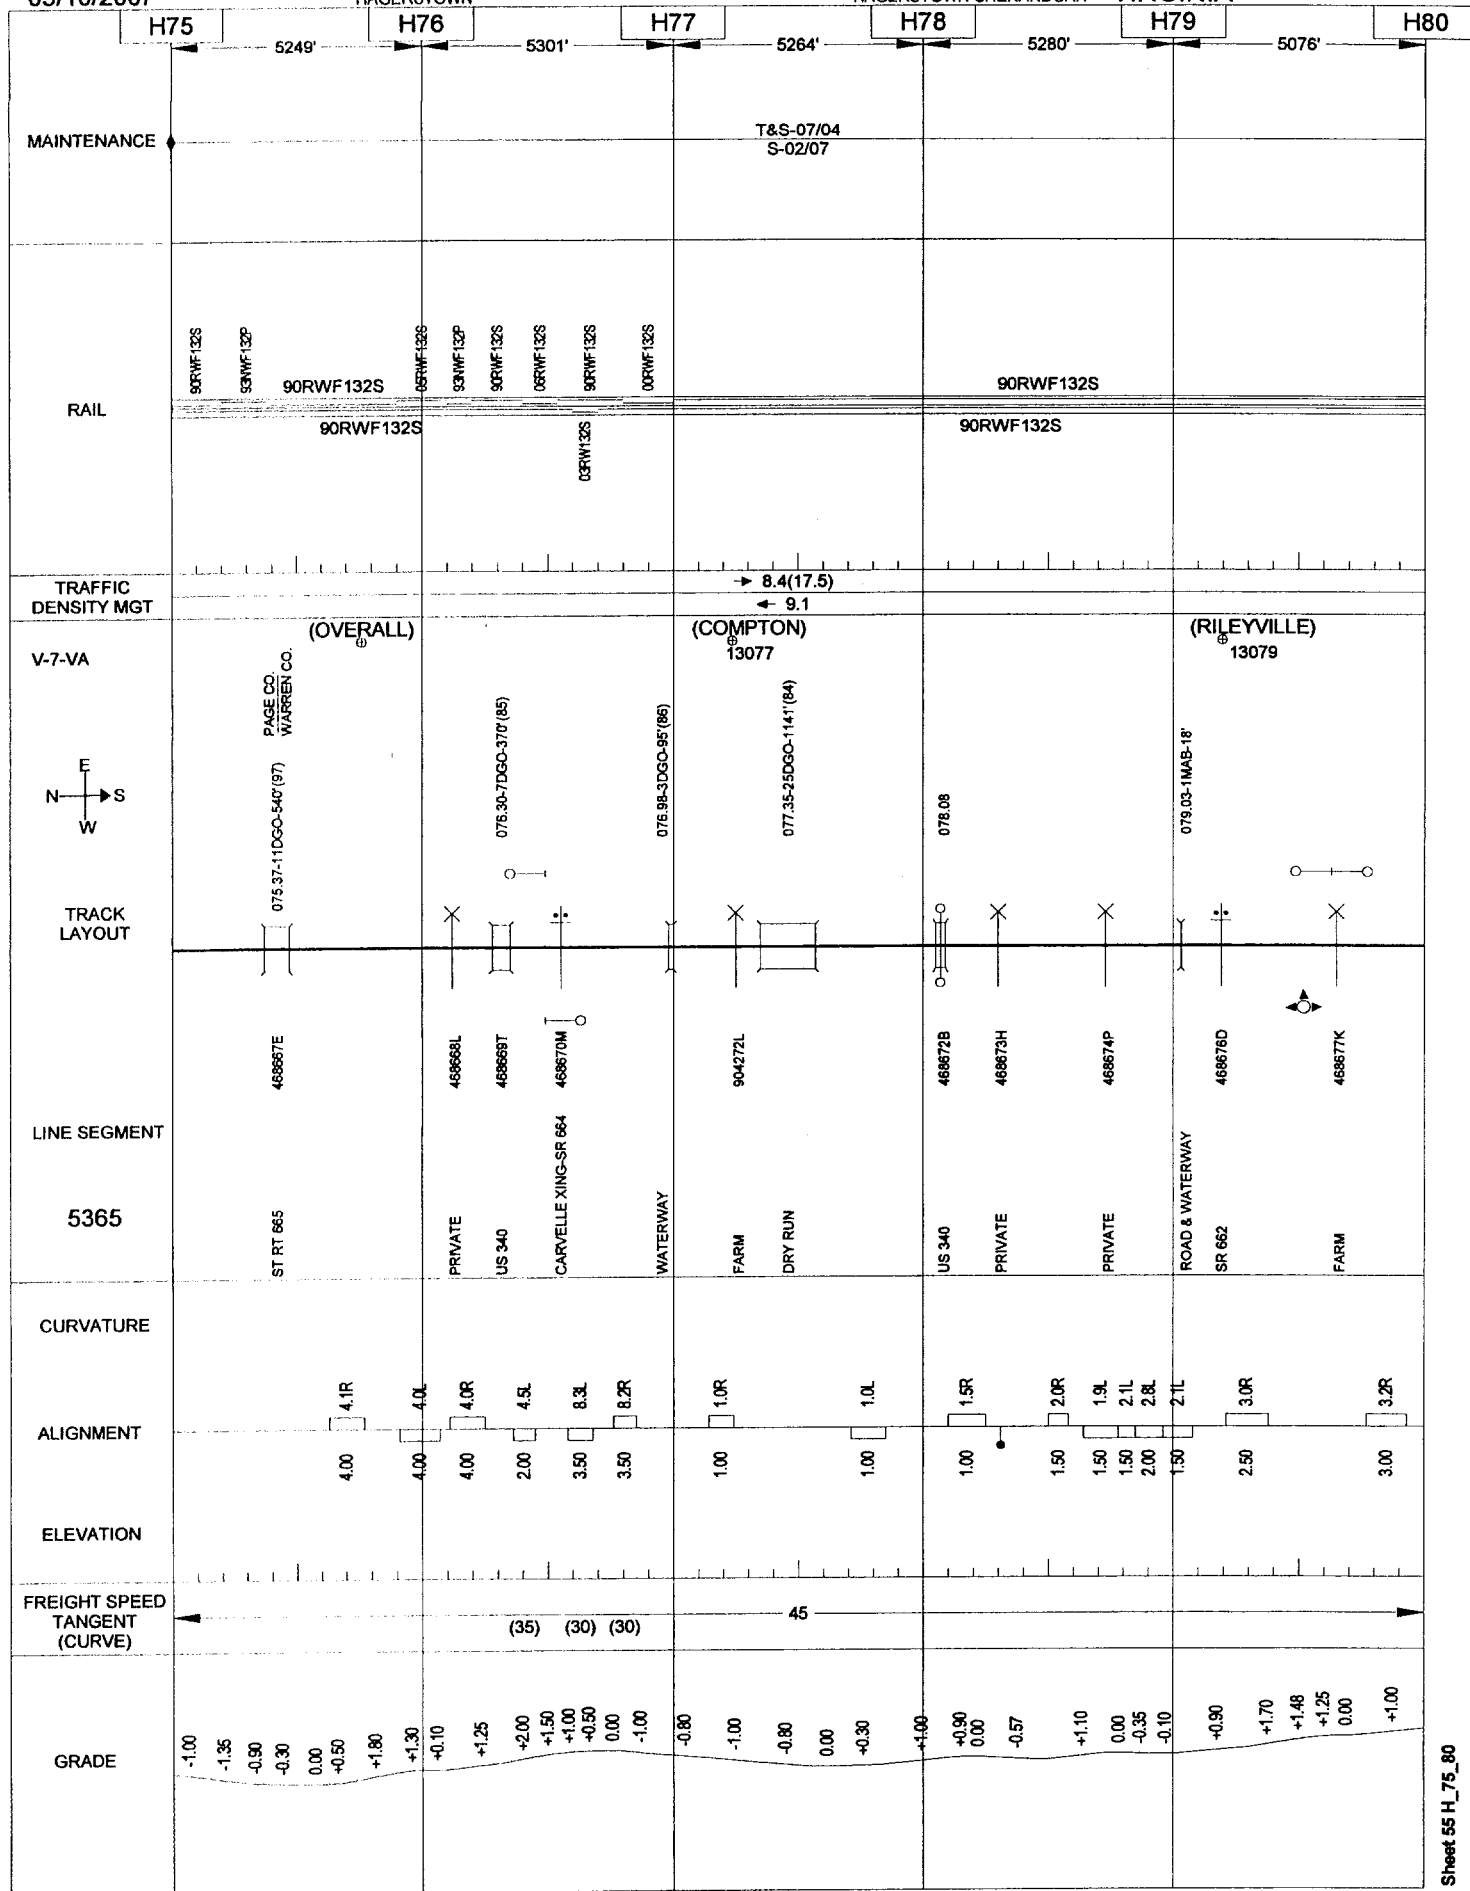 H75
H76
H77
H78
H79
H80
5249'
5301'
5264'
5280'
5076'
MAINTENANCE
T&S-07/04
S-02/07
RAIL
90RWF132S
93NWF132P
90RWF132S
05RWF132S
93NWF132P
90RWF132S
06RWF132S
90RWF132S
00RWF132S
90RWF132S
90RWF132S
03RW132S
90RWF132S
TRAFFIC
DENSITY MGT
8.4(17.5)
9.1
V-7-VA
(OVERALL)
(COMPTON)
13077
(RILEYVILLE)
13079
PAGE CO.
WARREN CO.
E
N S
W
075.37-11DGO-540'(97)
076.30-7DGO-370'(85)
076.98-3DGO-95'(86)
077.35-25DGO-1141'(84)
078.08
079.03-1MAB-18'
TRACK
LAYOUT
468667E
468668L
468669T
468670M
904272L
468672B
468673H
468674P
468676D
468677K
LINE SEGMENT
5365
ST RT 665
PRIVATE
US 340
CARVELLE XING-SR 664
WATERWAY
FARM
DRY RUN
US 340
PRIVATE
PRIVATE
ROAD & WATERWAY
SR 662
FARM
CURVATURE
4.1R
4.0L
4.0R
4.5L
8.3L
8.2R
1.0R
1.0L
1.5R
2.0R
1.9L
2.1L
2.8L
2.1L
3.0R
3.2R
ALIGNMENT
4.00
4.00
4.00
2.00
3.50
3.50
1.00
1.00
1.00
1.50
1.50
1.50
2.00
1.50
2.50
3.00
ELEVATION
FREIGHT SPEED
TANGENT
(CURVE)
45
(35)
(30)
(30)
GRADE
-1.00
-1.35
-0.90
-0.30
0.00
+0.50
+1.80
+1.30
+0.10
+1.25
+2.00
+1.50
+1.00
+0.50
0.00
-1.00
-0.80
-1.00
-0.80
0.00
+0.30
+1.00
+0.90
0.00
-0.57
+1.10
0.00
-0.35
-0.10
+0.90
+1.70
+1.48
+1.25
0.00
+1.00
Sheet 55 H_75_80